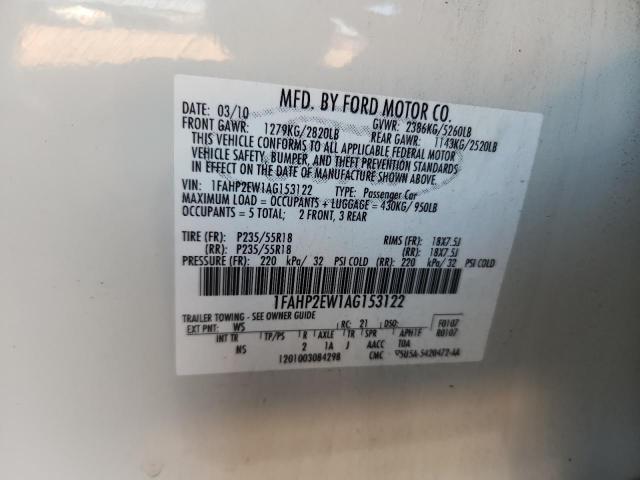 MFD. BY FORD MOTOR CO.
DATE: 03/10 GVWR: 2386KG/5260LB
FRONT GAWR: 1279KG/2820LB REAR GAWR: 1143KG/2520LB
THIS VEHICLE CONFORMS TO ALL APPLICABLE FEDERAL MOTOR
VEHICLE SAFETY, BUMPER, AND THEFT PREVENTION STANDARDS
IN EFFECT ON THE DATE OF MANUFACTURE SHOWN ABOVE.
VIN: 1FAHP2EW1AG153122 TYPE: Passenger Car
MAXIMUM LOAD = OCCUPANTS + LUGGAGE = 430KG/ 950LB
OCCUPANTS = 5 TOTAL; 2 FRONT, 3 REAR
TIRE (FR): P235/55R18 RIMS (FR): 18X7.5J
(RR): P235/55R18 (RR): 18X7.5J
PRESSURE (FR): 220 kPa/ 32 PSI COLD (RR): 220 kPa/ 32 PSI COLD
1FAHP2EW1AG153122
TRAILER TOWING - SEE OWNER GUIDE
EXT PNT: WS RC: 21 DSO: F0107
INT TR TP/PS R AXLE TR SPR R0107
NS 2 1A J AACC TOA
1201003084298 CMC 5U5A-5420472-AA